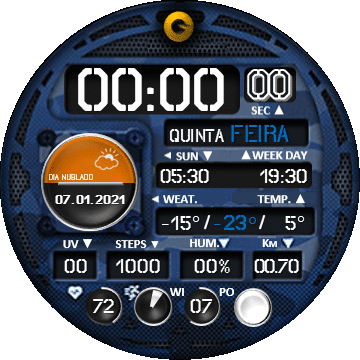 00:00 00
SEC ▲
QUINTA FEIRA
◄ SUN ▼ ▲WEEK DAY
05:30 19:30
DIA NUBLADO
07.01.2021
◄ WEAT. TEMP. ▲
-15°/-23°/ 5°
UV ▼ STEPS ▼ HUM.▼ KM ▼
00 1000 00% 00.70
72 WI 07 PO